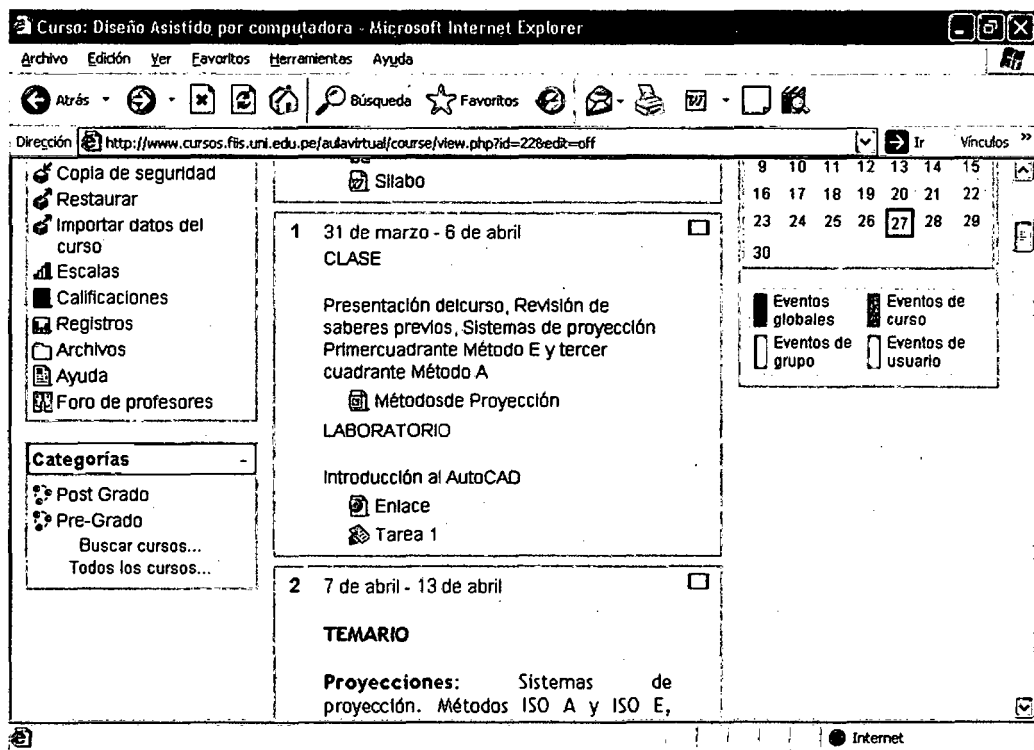 Curso: Diseño Asistido por computadora - Microsoft Internet Explorer
Archivo Edición Ver Favoritos Herramientas Ayuda
Atrás Búsqueda Favoritos
Dirección http://www.cursos.fiis.uni.edu.pe/aulavirtual/course/view.php?id=22&edit=off Ir Vínculos »
Copia de seguridad
Restaurar
Importar datos del
curso
Escalas
Calificaciones
Registros
Archivos
Ayuda
Foro de profesores
Categorías -
Post Grado
Pre-Grado
Buscar cursos...
Todos los cursos...
Silabo
1 31 de marzo - 6 de abril
CLASE
Presentación delcurso, Revisión de
saberes previos, Sistemas de proyección
Primercuadrante Método E y tercer
cuadrante Método A
Métodosde Proyección
LABORATORIO
Introducción al AutoCAD
Enlace
Tarea 1
2 7 de abril - 13 de abril
TEMARIO
Proyecciones: Sistemas de
proyección. Métodos ISO A y ISO E,
9 10 11 12 13 14 15
16 17 18 19 20 21 22
23 24 25 26 27 28 29
30
Eventos globales
Eventos de curso
Eventos de grupo
Eventos de usuario
Internet